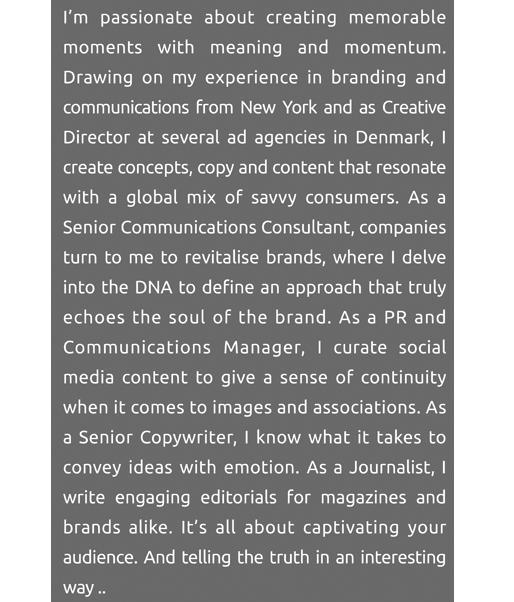 I’m passionate about creating memorable
moments with meaning and momentum.
Drawing on my experience in branding and
communications from New York and as Creative
Director at several ad agencies in Denmark, I
create concepts, copy and content that resonate
with a global mix of savvy consumers. As a
Senior Communications Consultant, companies
turn to me to revitalise brands, where I delve
into the DNA to define an approach that truly
echoes the soul of the brand. As a PR and
Communications Manager, I curate social
media content to give a sense of continuity
when it comes to images and associations. As
a Senior Copywriter, I know what it takes to
convey ideas with emotion. As a Journalist, I
write engaging editorials for magazines and
brands alike. It’s all about captivating your
audience. And telling the truth in an interesting
way ..